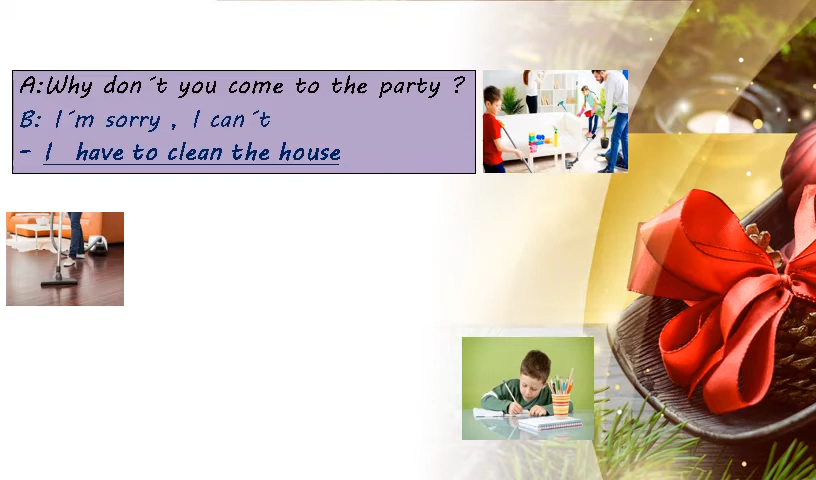 A:Why don´t you come to the party ?
B: I´m sorry , I can´t
- I have to clean the house